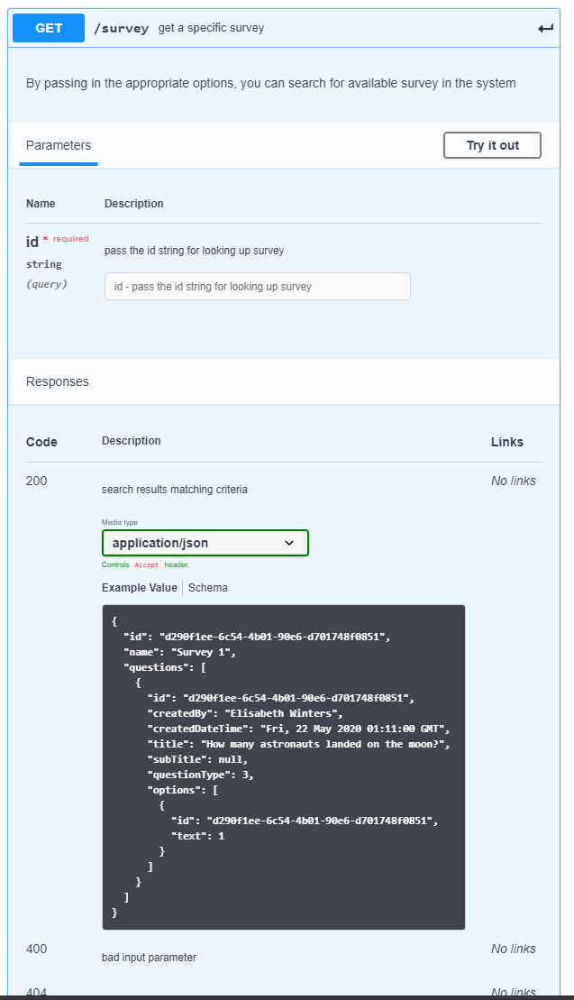 GET /survey get a specific survey
By passing in the appropriate options, you can search for available survey in the system
Parameters Try it out
Name Description
id * required
string
(query)
pass the id string for looking up survey
id - pass the id string for looking up survey
Responses
Code Description Links
200 search results matching criteria No links
Media type
application/json
Controls Accept header.
Example Value Schema
{
  "id": "d290f1ee-6c54-4b01-90e6-d701748f0851",
  "name": "Survey 1",
  "questions": [
    {
      "id": "d290f1ee-6c54-4b01-90e6-d701748f0851",
      "createdBy": "Elisabeth Winters",
      "createdDateTime": "Fri, 22 May 2020 01:11:00 GMT",
      "title": "How many astronauts landed on the moon?",
      "subTitle": null,
      "questionType": 3,
      "options": [
        {
          "id": "d290f1ee-6c54-4b01-90e6-d701748f0851",
          "text": 1
        }
      ]
    }
  ]
}
400 bad input parameter No links
404 No links